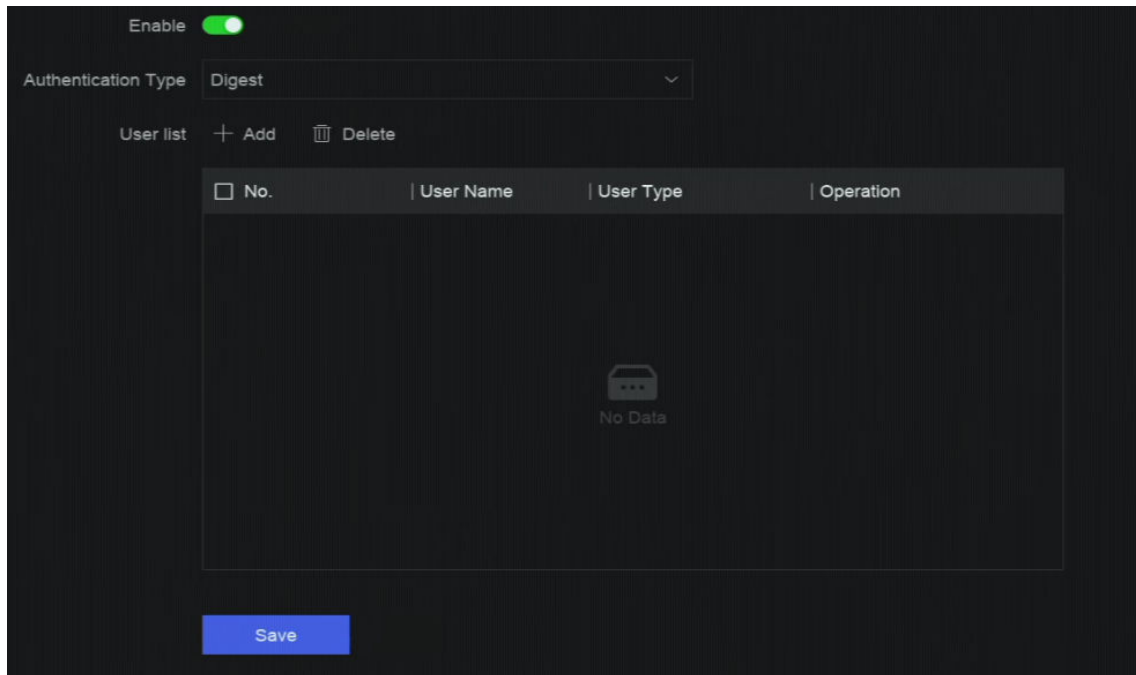 Enable
Authentication Type Digest
User list Add Delete
No. User Name User Type Operation
No Data
Save